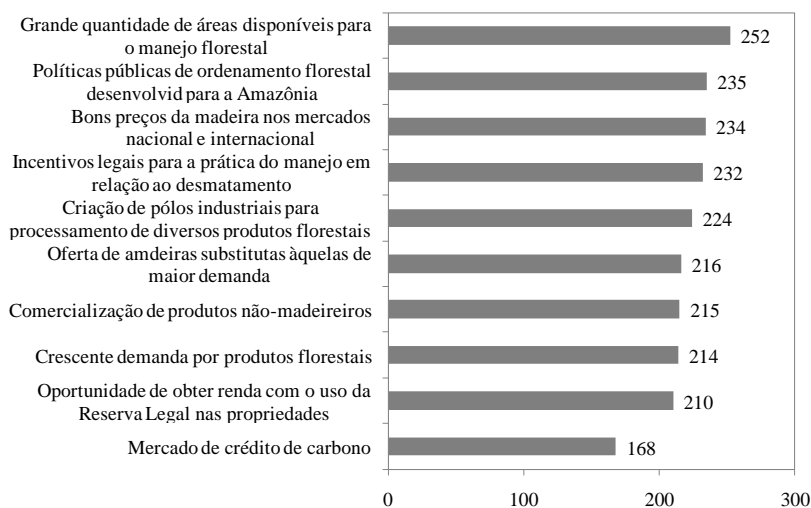 Grande quantidade de áreas disponíveis para
o manejo florestal
252
Políticas públicas de ordenamento florestal
desenvolvid para a Amazônia
235
Bons preços da madeira nos mercados
nacional e internacional
234
Incentivos legais para a prática do manejo em
relação ao desmatamento
232
Criação de pólos industriais para
processamento de diversos produtos florestais
224
Oferta de amdeiras substitutas àquelas de
maior demanda
216
Comercialização de produtos não-madeireiros
215
Crescente demanda por produtos florestais
214
Oportunidade de obter renda com o uso da
Reserva Legal nas propriedades
210
Mercado de crédito de carbono
168
0 100 200 300